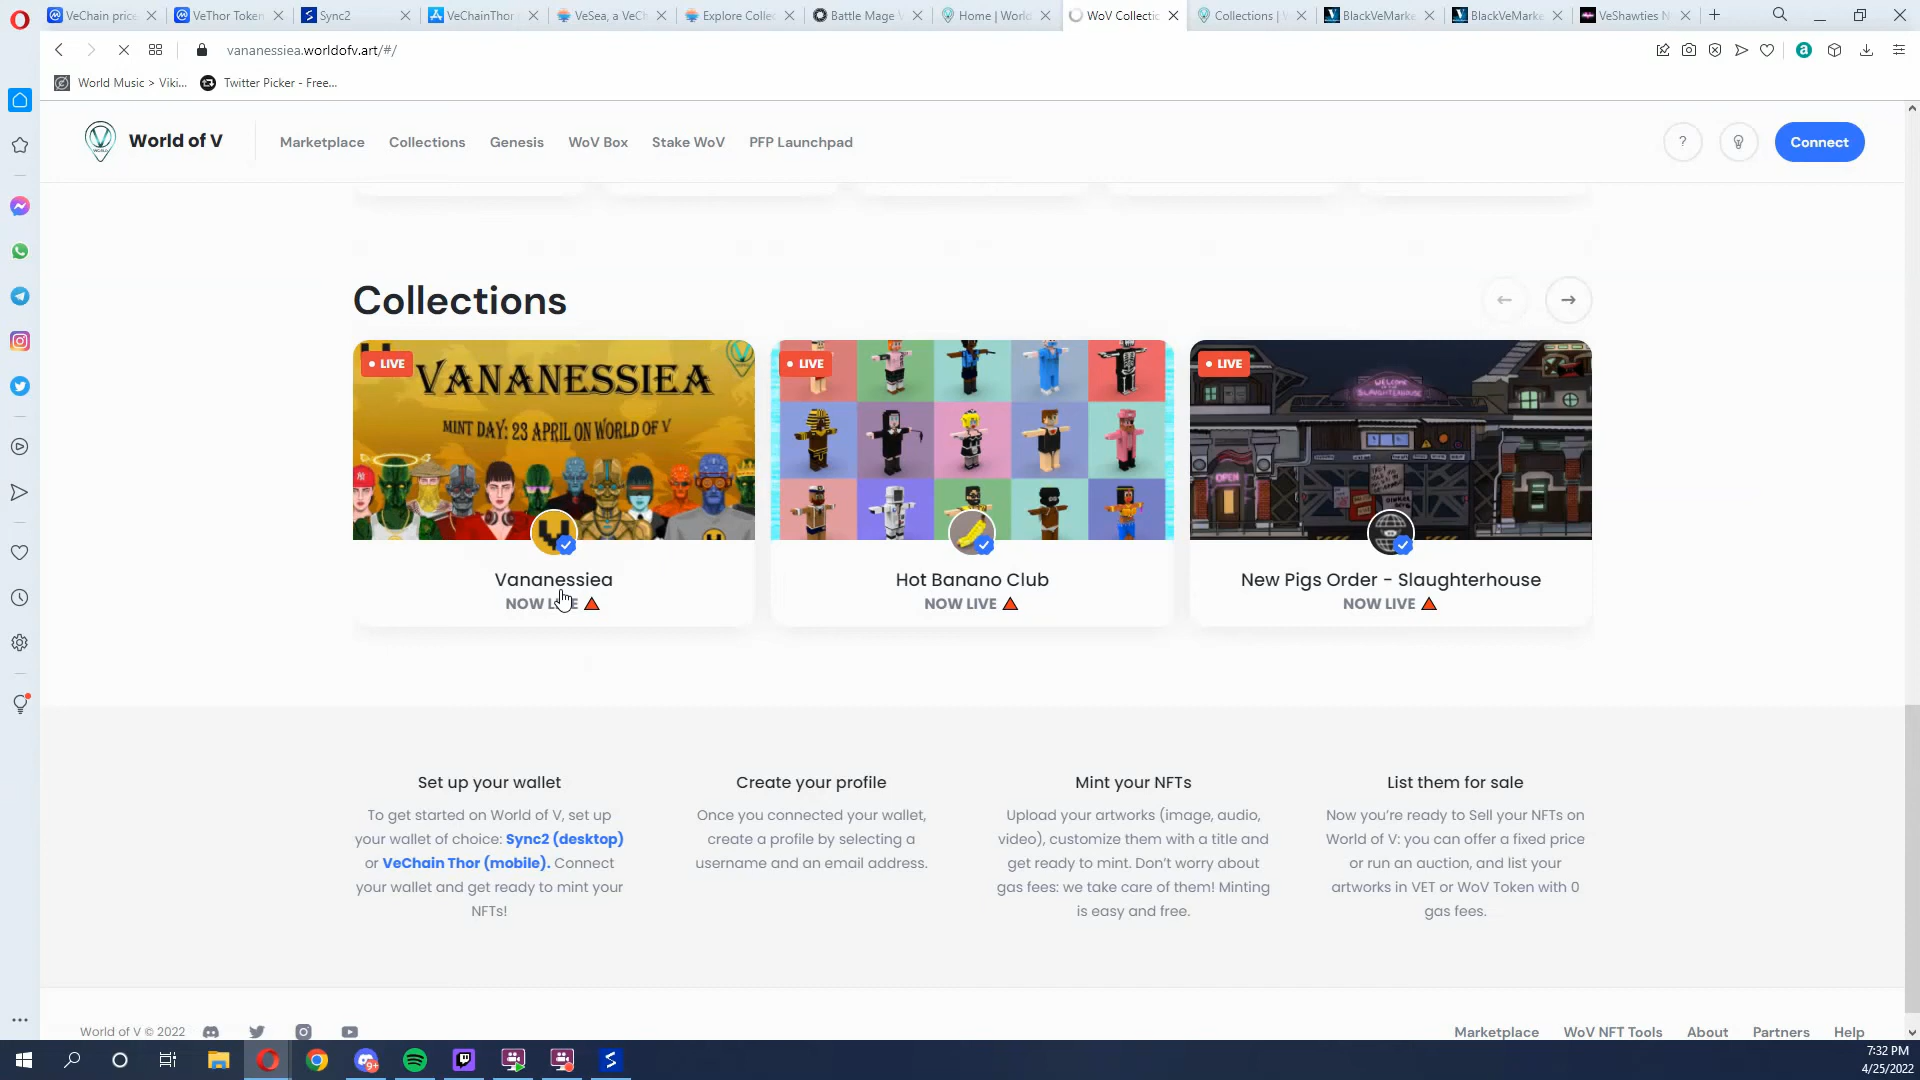 VeChain price
VeThor Token
Sync2
VeChainThor
VeSea, a VeCh
Explore Collec
Battle Mage V
Home | World
WoV Collectio
Collections | W
BlackVeMarke
BlackVeMarke
VeShawties N
vananessiea.worldofv.art/#/
World Music > Viki...
Twitter Picker - Free...
World of V
Marketplace
Collections
Genesis
WoV Box
Stake WoV
PFP Launchpad
?
Connect
Collections
LIVE
VANANESSIEA
MINT DAY: 23 APRIL ON WORLD OF V
LIVE
LIVE
WELCOME
SLAUGHTERHOUSE
OPEN
Vananessiea
NOW LIVE
Hot Banano Club
NOW LIVE
New Pigs Order - Slaughterhouse
NOW LIVE
Set up your wallet
To get started on World of V, set up
your wallet of choice: Sync2 (desktop)
or VeChain Thor (mobile). Connect
your wallet and get ready to mint your
NFTs!
Create your profile
Once you connected your wallet,
create a profile by selecting a
username and an email address.
Mint your NFTs
Upload your artworks (image, audio,
video), customize them with a title and
get ready to mint. Don't worry about
gas fees: we take care of them! Minting
is easy and free.
List them for sale
Now you're ready to Sell your NFTs on
World of V: you can offer a fixed price
or run an auction, and list your
artworks in VET or WoV Token with 0
gas fees.
World of V © 2022
Marketplace
WoV NFT Tools
About
Partners
Help
9+
7:32 PM
4/25/2022